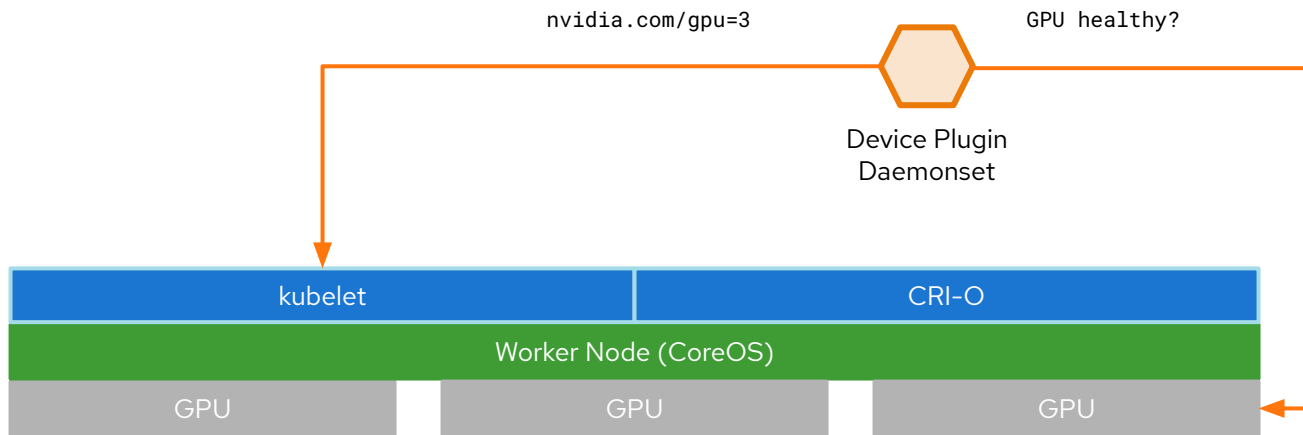 nvidia.com/gpu=3
GPU healthy?
Device Plugin
Daemonset
kubelet
CRI-O
Worker Node (CoreOS)
GPU
GPU
GPU